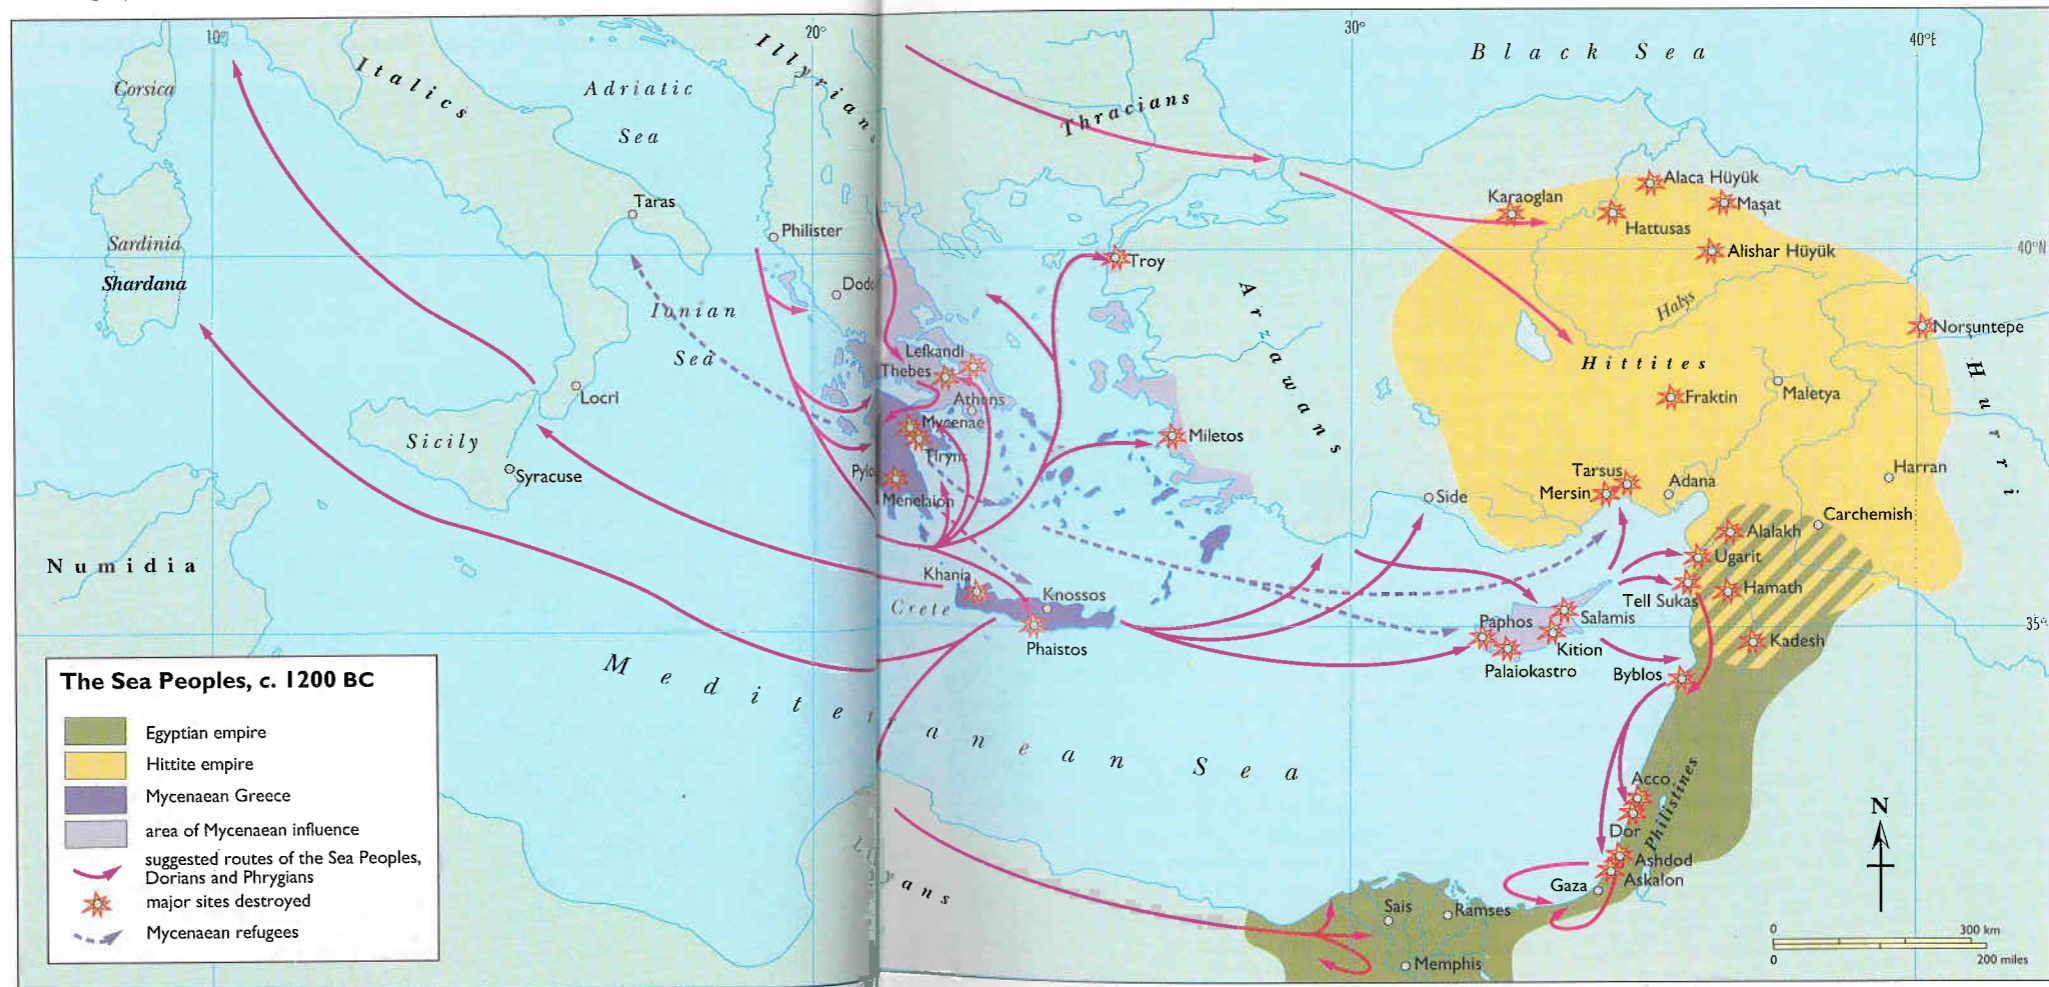 10°
20°
30°
40°E
Corsica
Italics
Adriatic
Sea
Illyrians
Thracians
Black Sea
Taras
Philister
Sardinia
Shardana
Ionian
Sea
Troy
Karaoglan
Alaca Hüyük
Maşat
Hattusas
Alishar Hüyük
40°N
Halys
Arzawans
Norşuntepe
Hurri
Hittites
Fraktin
Maletya
Lefkandi
Thebes
Athens
Mycenae
Tiryns
Menelaion
Miletos
Locri
Sicily
Syracuse
Side
Tarsus
Mersin
Adana
Harran
Carchemish
Alalakh
Ugarit
Hamath
Tell Sukas
Kadesh
35°
Numidia
Khania
Crete
Knossos
Phaistos
Paphos
Salamis
Kition
Palaiokastro
Byblos
Mediterranean Sea
Acco
Dor
Philistines
Ashdod
Askalon
Gaza
Sais
Ramses
Memphis
The Sea Peoples, c. 1200 BC
Egyptian empire
Hittite empire
Mycenaean Greece
area of Mycenaean influence
suggested routes of the Sea Peoples,
Dorians and Phrygians
major sites destroyed
Mycenaean refugees
N
0 300 km
0 200 miles